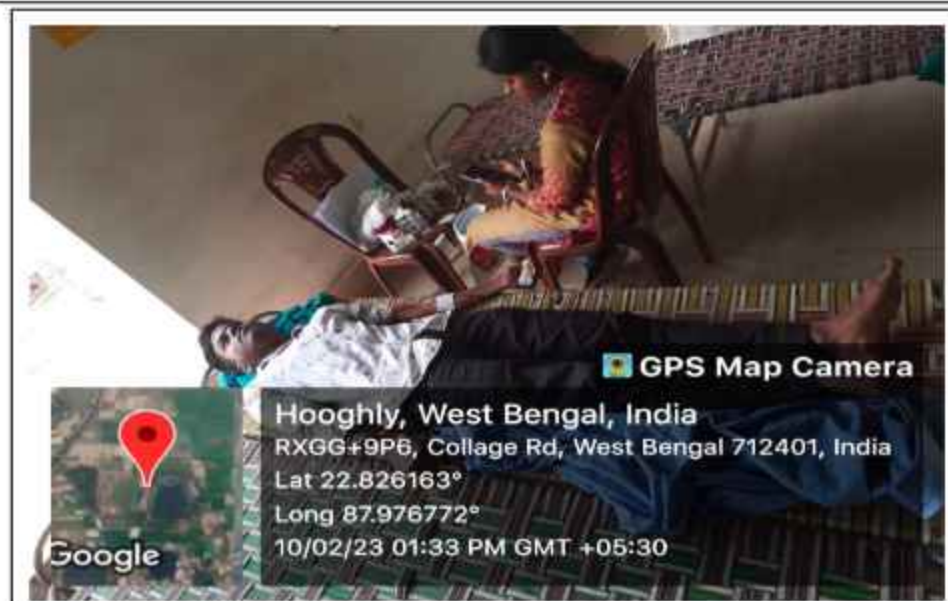 GPS Map Camera
Hooghly, West Bengal, India
RXGG+9P6, Collage Rd, West Bengal 712401, India
Lat 22.826163°
Long 87.976772°
10/02/23 01:33 PM GMT +05:30
Google